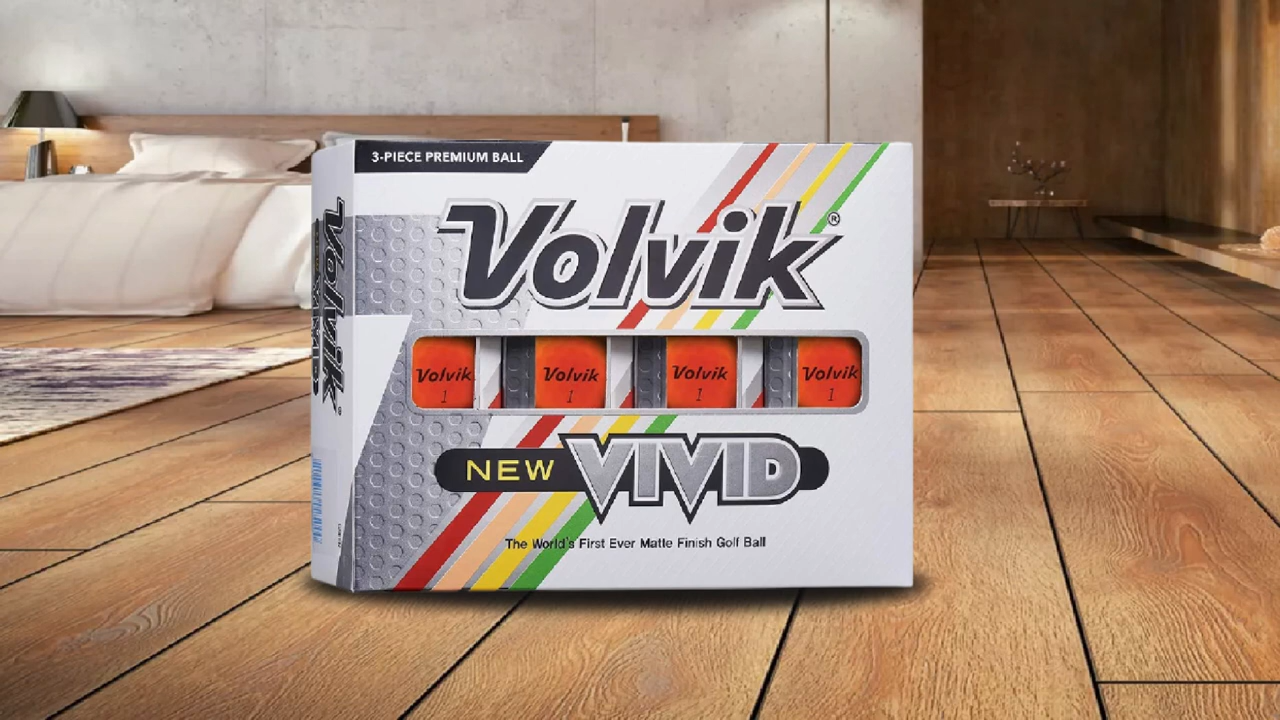 3-PIECE PREMIUM BALL
Volvik®
Volvik
Volvik
1
Volvik
1
Volvik
1
Volvik
1
NEW VIVID
The World's First Ever Matte Finish Golf Ball